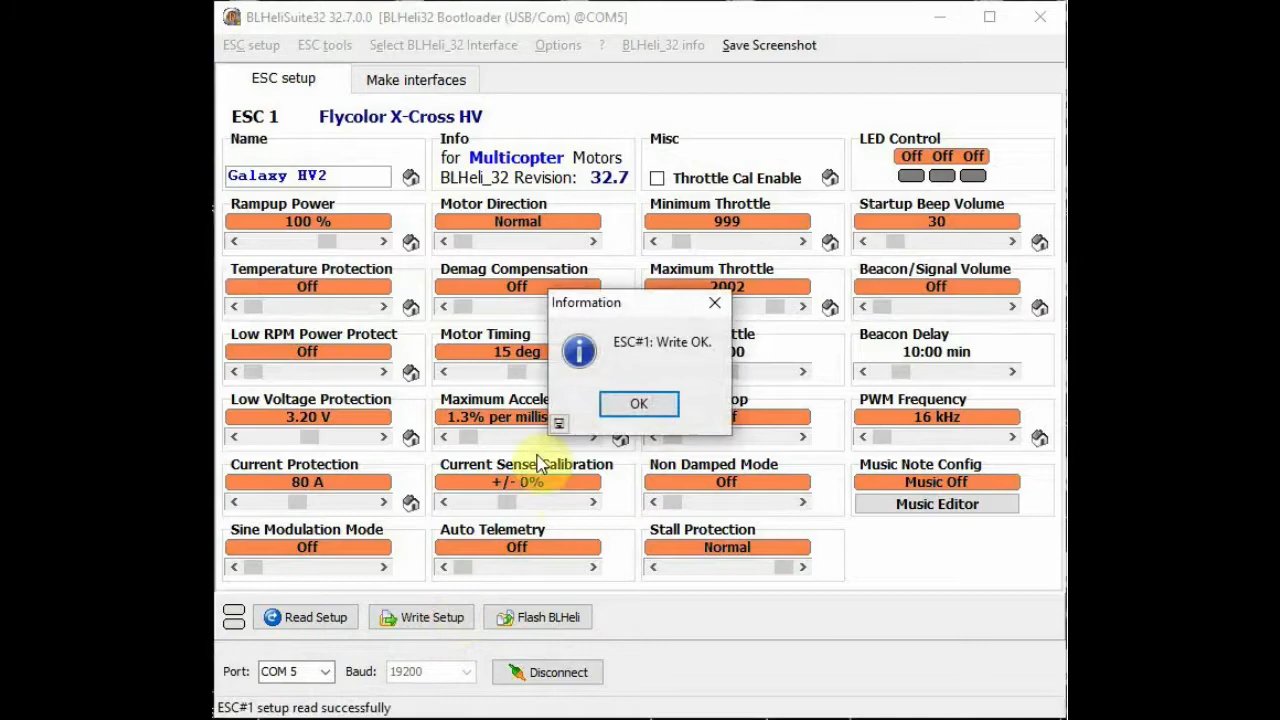 BLHeliSuite32 32.7.0.0 [BLHeli32 Bootloader (USB/Com) @COM5]
ESC setup ESC tools Select BLHeli_32 Interface Options ? BLHeli_32 info Save Screenshot
ESC setup Make interfaces
ESC 1 Flycolor X-Cross HV
Name Info Misc LED Control
for Multicopter Motors Off Off Off
Galaxy HV2 BLHeli_32 Revision: 32.7 Throttle Cal Enable
Rampup Power Motor Direction Minimum Throttle Startup Beep Volume
100 % Normal 999 30
Temperature Protection Demag Compensation Maximum Throttle Beacon/Signal Volume
Off Off 2002 Off
Information
Low RPM Power Protect Motor Timing ttle Beacon Delay
ESC#1: Write OK.
Off 15 deg 00 10:00 min
Low Voltage Protection Maximum Accele op PWM Frequency
OK
3.20 V 1.3% per millis f 16 kHz
Current Protection Current Sense Calibration Non Damped Mode Music Note Config
80 A +/- 0% Off Music Off
Music Editor
Sine Modulation Mode Auto Telemetry Stall Protection
Off Off Normal
Read Setup Write Setup Flash BLHeli
Port: COM 5 Baud: 19200 Disconnect
ESC#1 setup read successfully